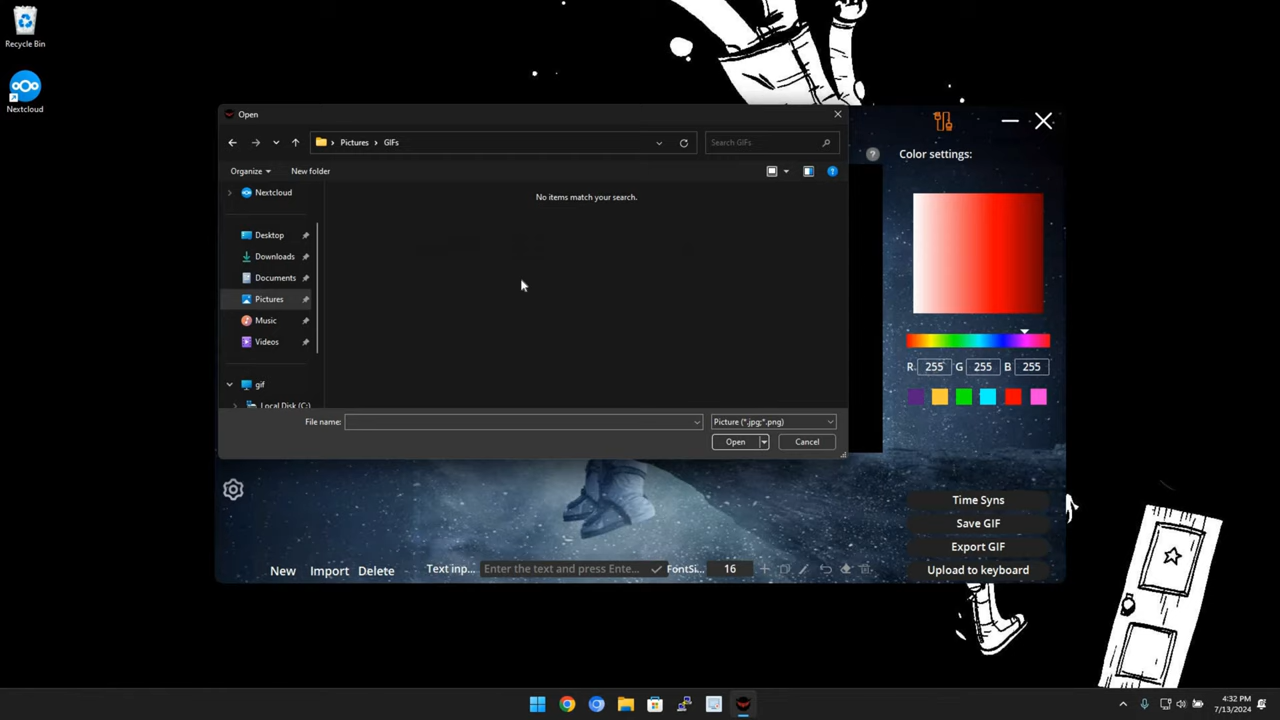 Recycle Bin
Nextcloud
Open
Pictures
GIFs
Search GIFs
Organize
New folder
?
Color settings:
Nextcloud
No items match your search.
Desktop
Downloads
Documents
Pictures
Music
Videos
gif
Local Disk (C:)
R 255 G 255 B 255
File name:
Picture (*.jpg;*.png)
Open
Cancel
Time Syns
Save GIF
Export GIF
Upload to keyboard
New
Import
Delete
Text inp...
Enter the text and press Ente...
FontSi...
16
4:32 PM
7/13/2024